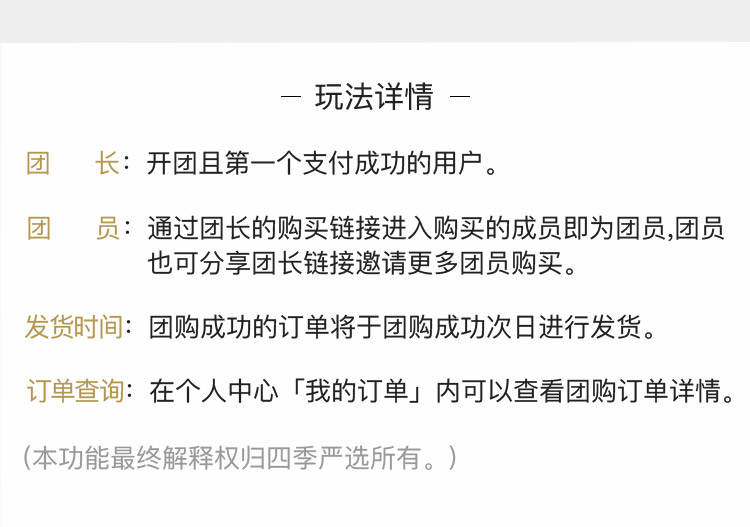 — 玩法详情 —
团 长：开团且第一个支付成功的用户。
团 员：通过团长的购买链接进入购买的成员即为团员,团员
也可分享团长链接邀请更多团员购买。
发货时间：团购成功的订单将于团购成功次日进行发货。
订单查询：在个人中心「我的订单」内可以查看团购订单详情。
(本功能最终解释权归四季严选所有。)